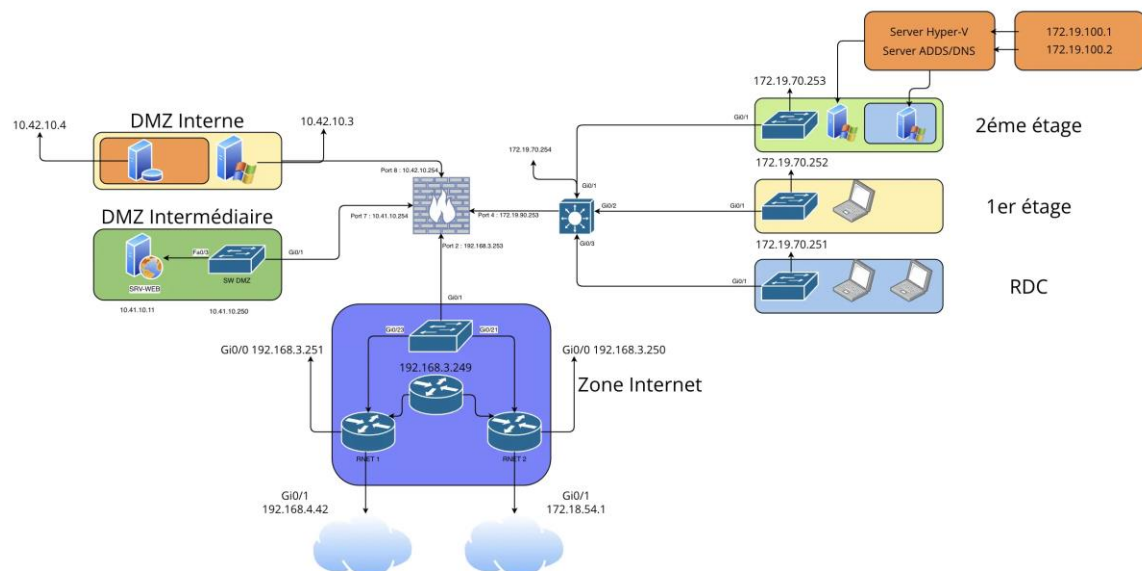 Server Hyper-V
Server ADDS/DNS
172.19.100.1
172.19.100.2
172.19.70.253
Gi0/1
2éme étage
10.42.10.4
DMZ Interne
10.42.10.3
172.19.70.254
Gi0/1
172.19.70.252
Gi0/1
1er étage
Port 8 : 10.42.10.254
Gi0/2
DMZ Intermédiaire
Port 7 : 10.41.10.254
Port 4 : 172.19.90.253
Gi0/3
Port 2 : 192.168.3.253
172.19.70.251
Gi0/1
RDC
Fa0/3
Gi0/1
SRV-WEB
SW DMZ
10.41.10.11
10.41.10.250
Gi0/1
Gi0/23
Gi0/21
Gi0/0 192.168.3.251
Gi0/0 192.168.3.250
192.168.3.249
Zone Internet
RNET 1
RNET 2
Gi0/1
192.168.4.42
Gi0/1
172.18.54.1